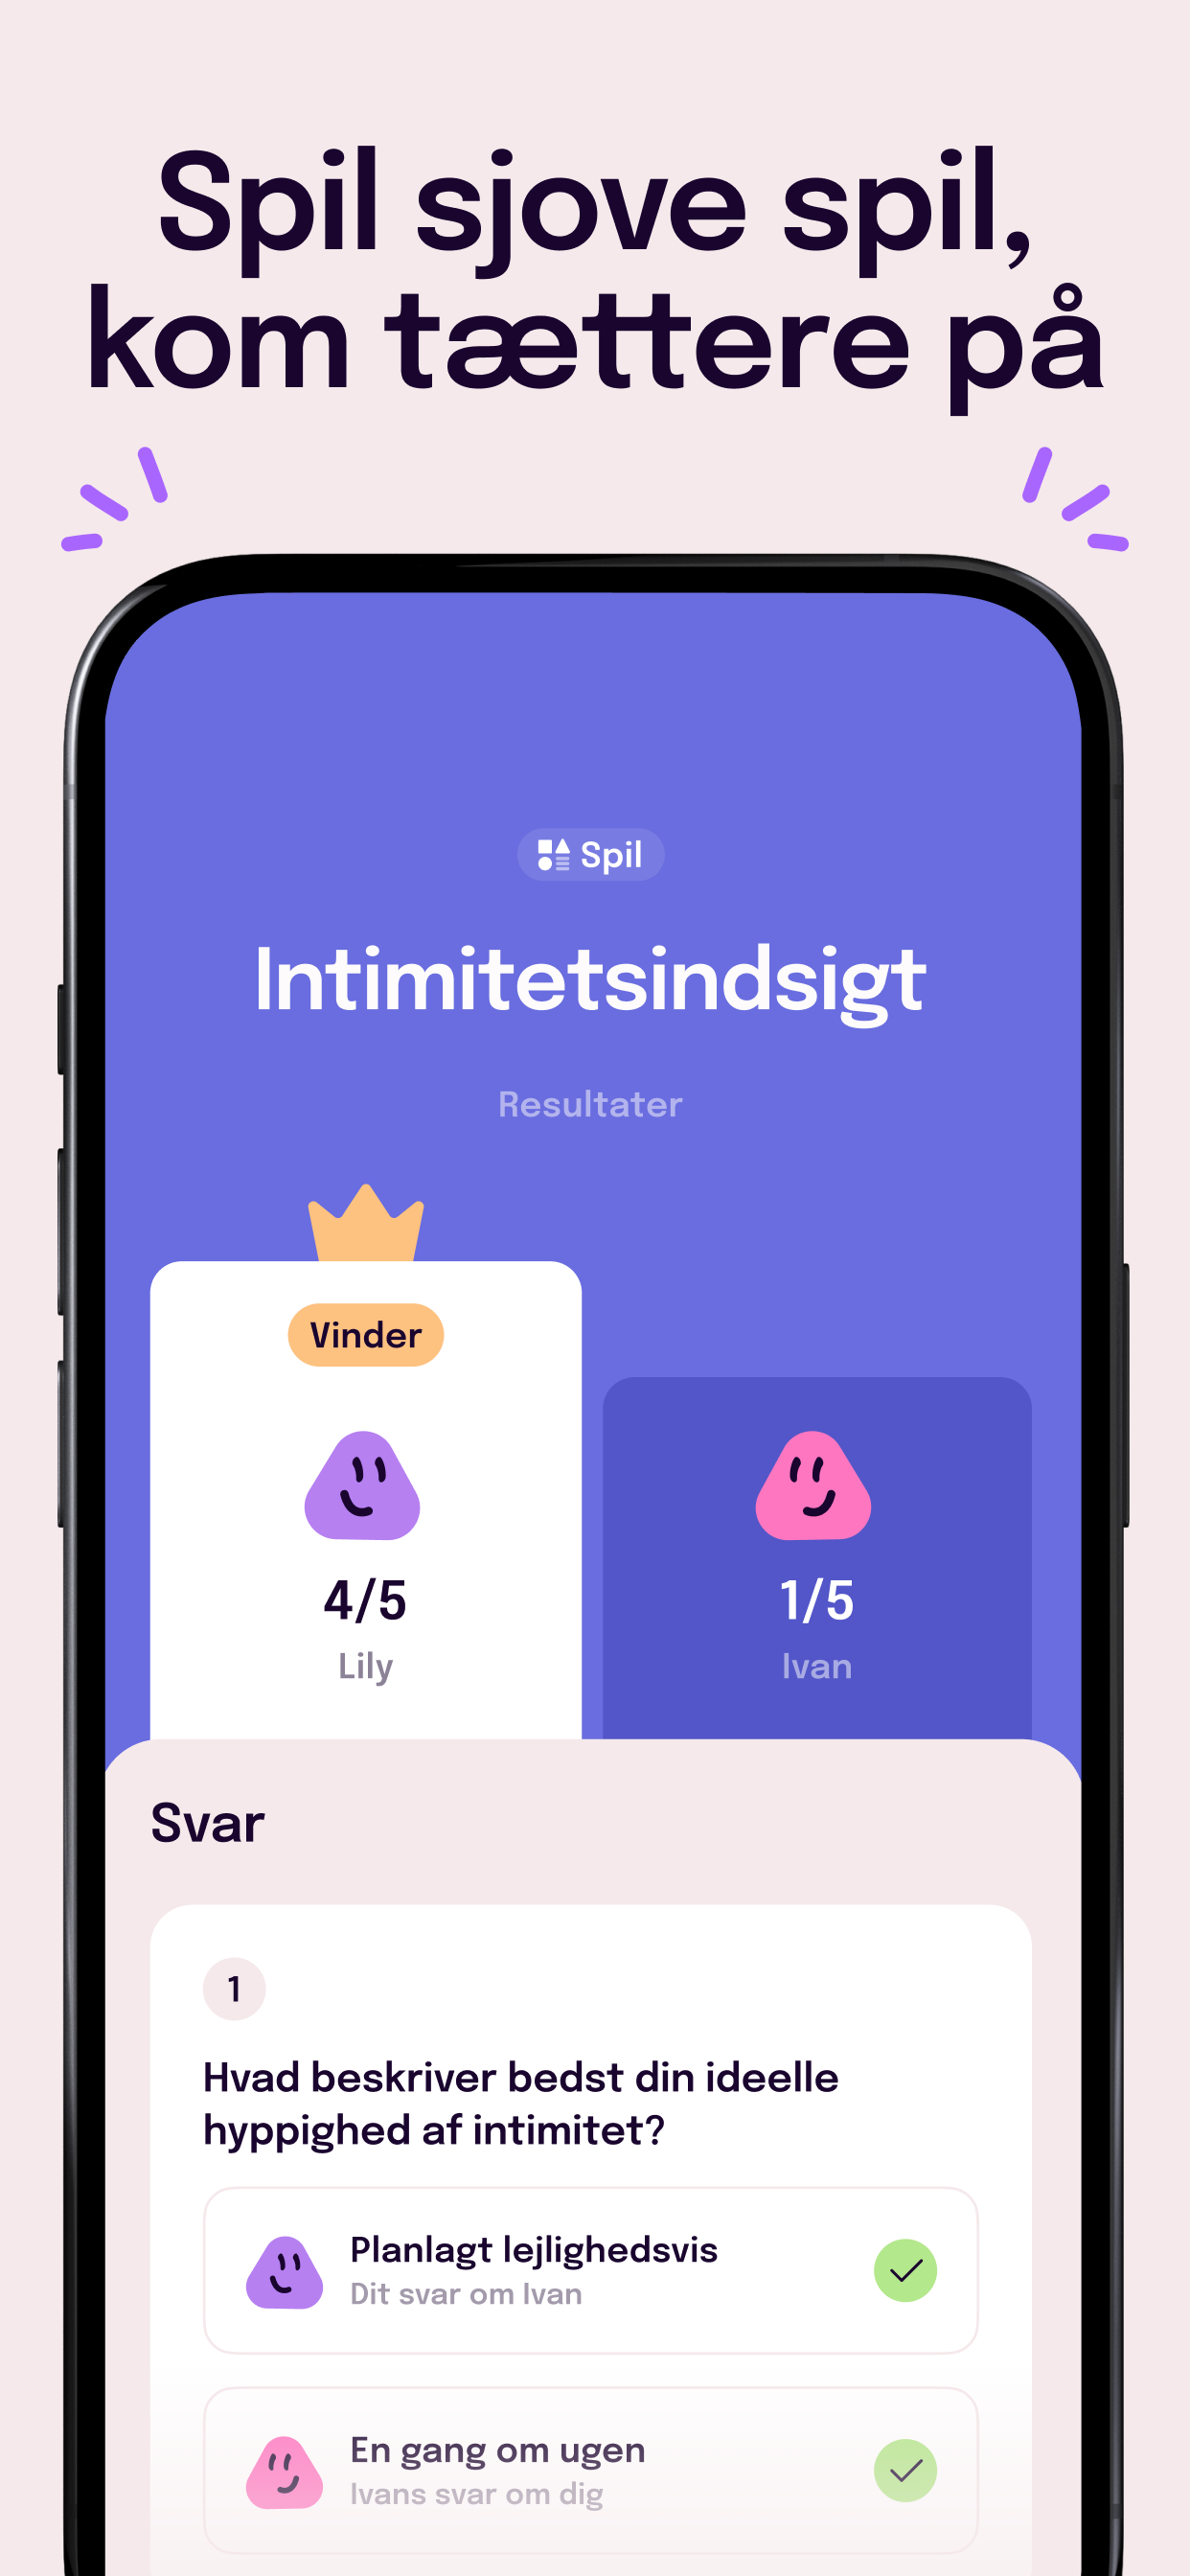 Spil sjove spil,
kom tættere på
Spil
Intimitetsindsigt
Resultater
Vinder
4/5
Lily
1/5
Ivan
Svar
1
Hvad beskriver bedst din ideelle
hyppighed af intimitet?
Planlagt lejlighedsvis
Dit svar om Ivan
En gang om ugen
Ivans svar om dig